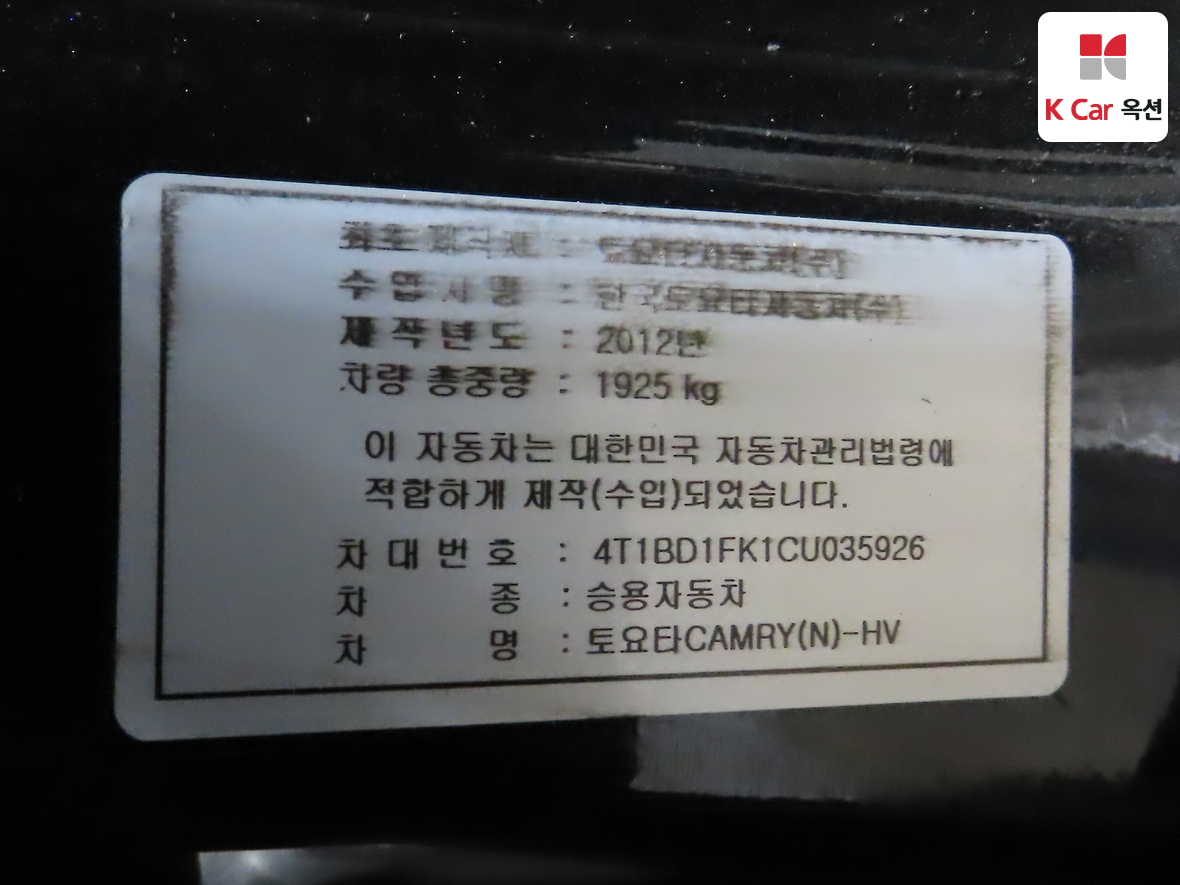 K Car 옥션
수입사명 : 한국토요타자동차(주)
제작년도 : 2012년
차량 총중량 : 1925 kg
이 자동차는 대한민국 자동차관리법령에
적합하게 제작(수입)되었습니다.
차대번호 : 4T1BD1FK1CU035926
차 종 : 승용자동차
차 명 : 토요타CAMRY(N)-HV